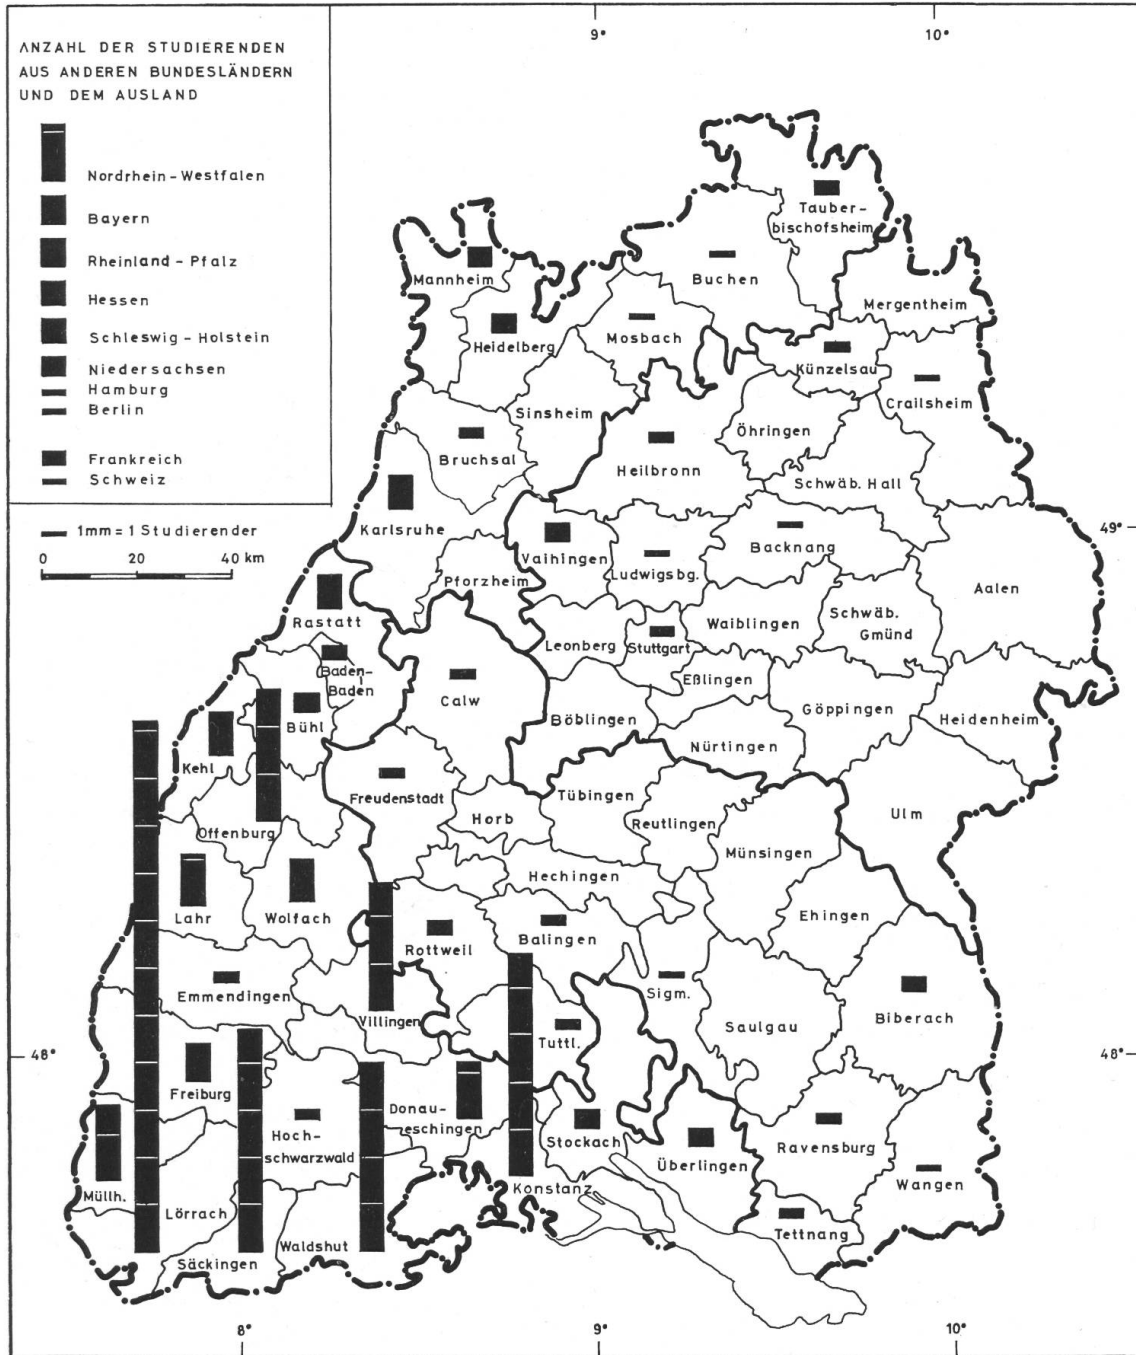 ANZAHL DER STUDIERENDEN
AUS ANDEREN BUNDESLÄNDERN
UND DEM AUSLAND
Nordrhein-Westfalen
Bayern
Rheinland-Pfalz
Hessen
Schleswig-Holstein
Niedersachsen
Hamburg
Berlin
Frankreich
Schweiz
1mm=1 Studierender
0 20 40 km
9° 10°
Tauber-
bischofsheim
Mannheim
Buchen
Mergentheim
Heidelberg
Mosbach
Künzelsau
Crailsheim
Sinsheim
Öhringen
Bruchsal
Heilbronn
Schwäb. Hall
Karlsruhe
49°
Vaihingen
Backnang
Pforzheim
Ludwigsbg.
Aalen
Rastatt
Leonberg
Stuttgart
Waiblingen
Schwäb.
Gmünd
Baden-
Baden
Calw
Eßlingen
Bühl
Böblingen
Göppingen
Heidenheim
Nürtingen
Kehl
Freudenstadt
Tübingen
Horb
Reutlingen
Ulm
Offenburg
Münsingen
Hechingen
Lahr
Wolfach
Ehingen
Rottweil
Balingen
Emmendingen
Sigm.
Villingen
Saulgau
Biberach
Tuttl.
48° 48°
Freiburg
Donau-
eschingen
Hoch-
schwarzwald
Stockach
Ravensburg
Überlingen
Müllh.
Konstanz
Wangen
Lörrach
Tettnang
Waldshut
Säckingen
8° 9° 10°